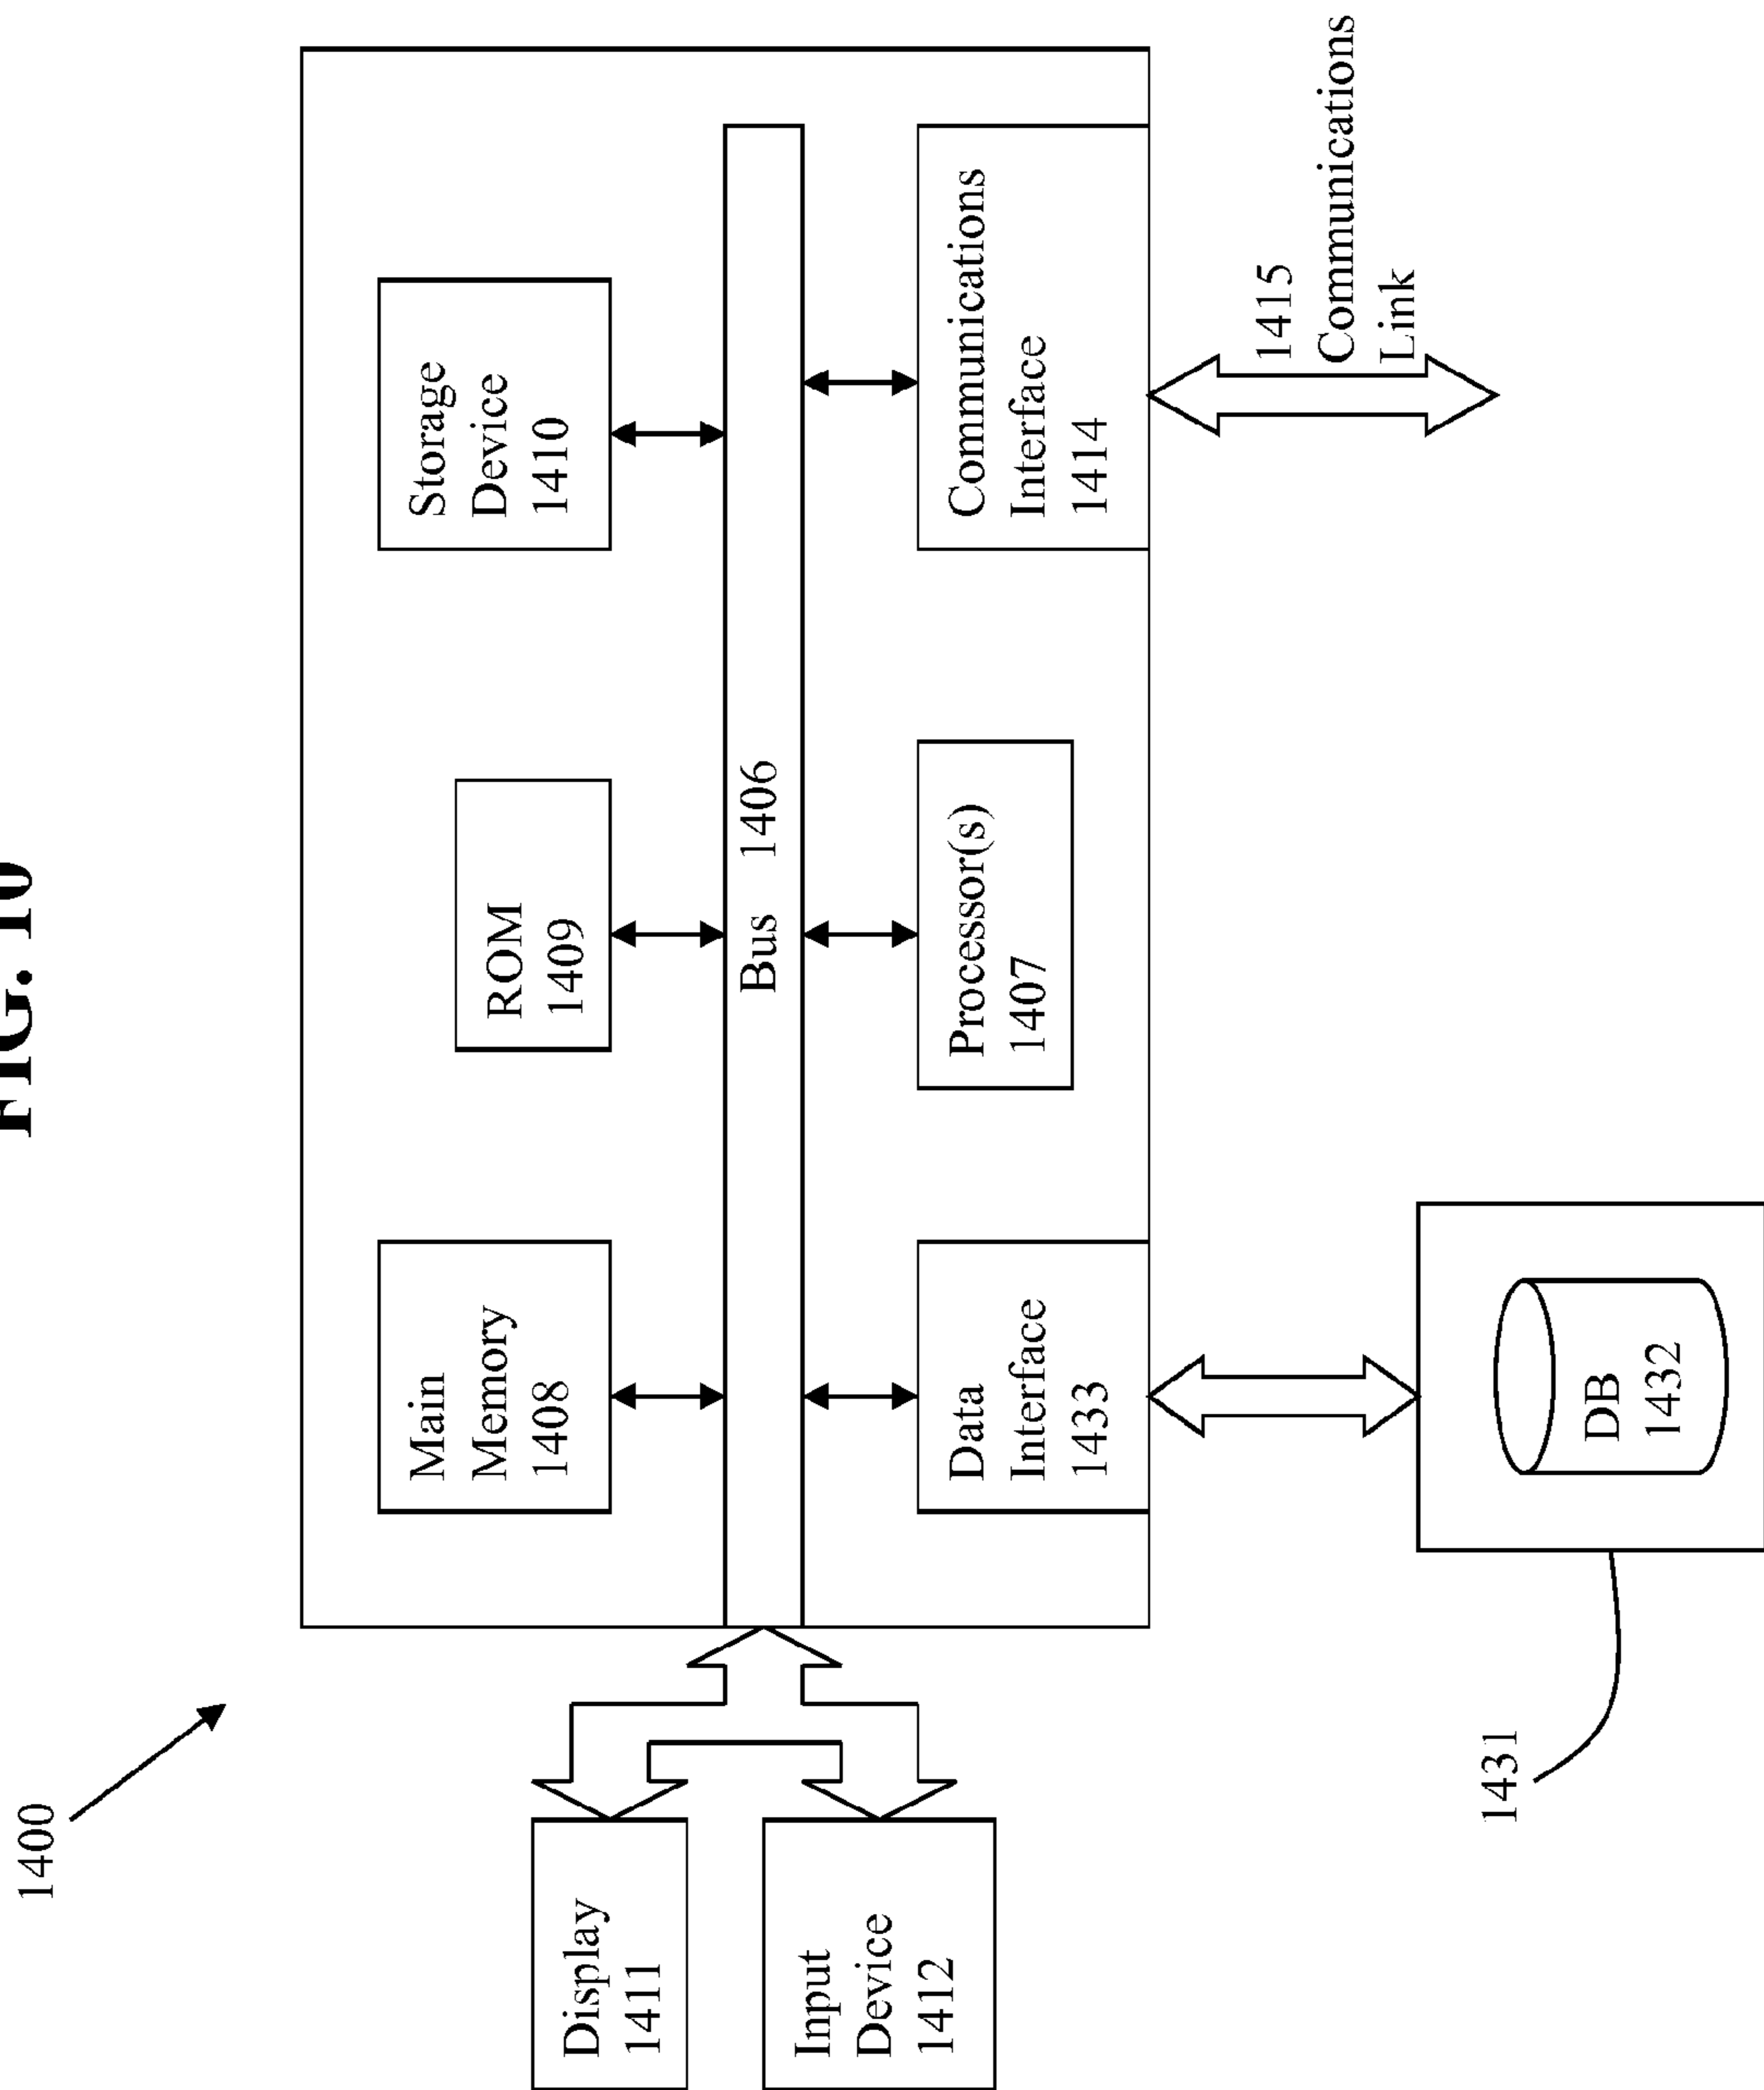 FIG. 10
1400
Main
Memory
1408
ROM
1409
Storage
Device
1410
Display
1411
Bus 1406
Input
Device
1412
Data
Interface
1433
Processor(s)
1407
Communications
Interface
1414
1415
Communications
Link
1431
DB
1432